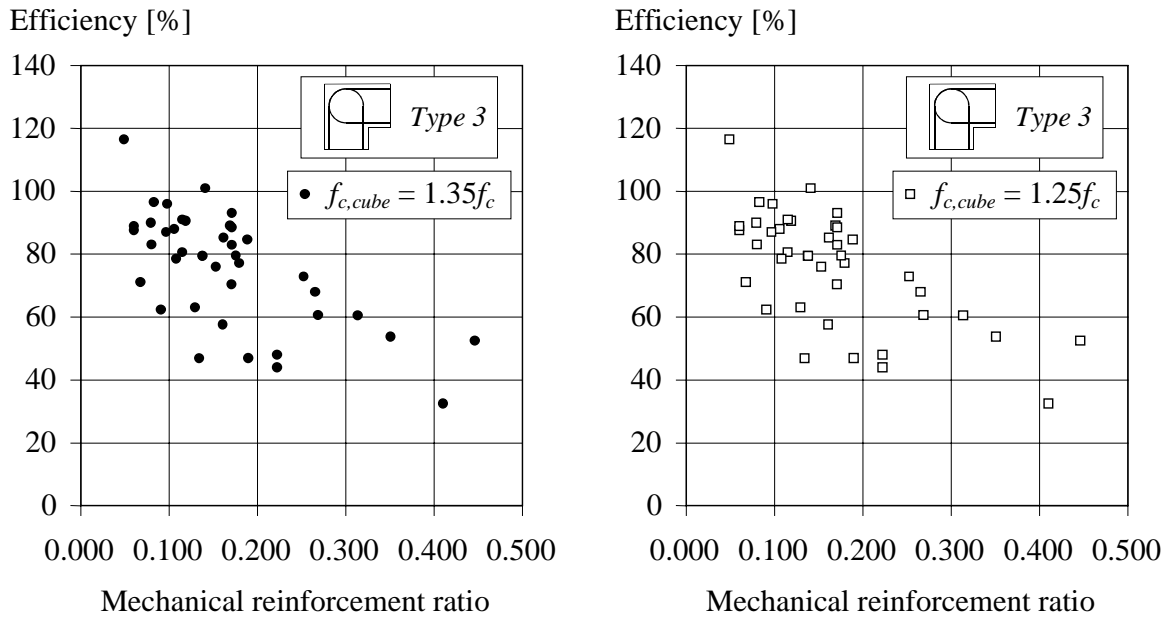 Efficiency [%]
140
120
100
80
60
40
20
0
0.000 0.100 0.200 0.300 0.400 0.500
Mechanical reinforcement ratio
Type 3
f_c,cube = 1.35f_c
Efficiency [%]
140
120
100
80
60
40
20
0
0.000 0.100 0.200 0.300 0.400 0.500
Mechanical reinforcement ratio
Type 3
f_c,cube = 1.25f_c